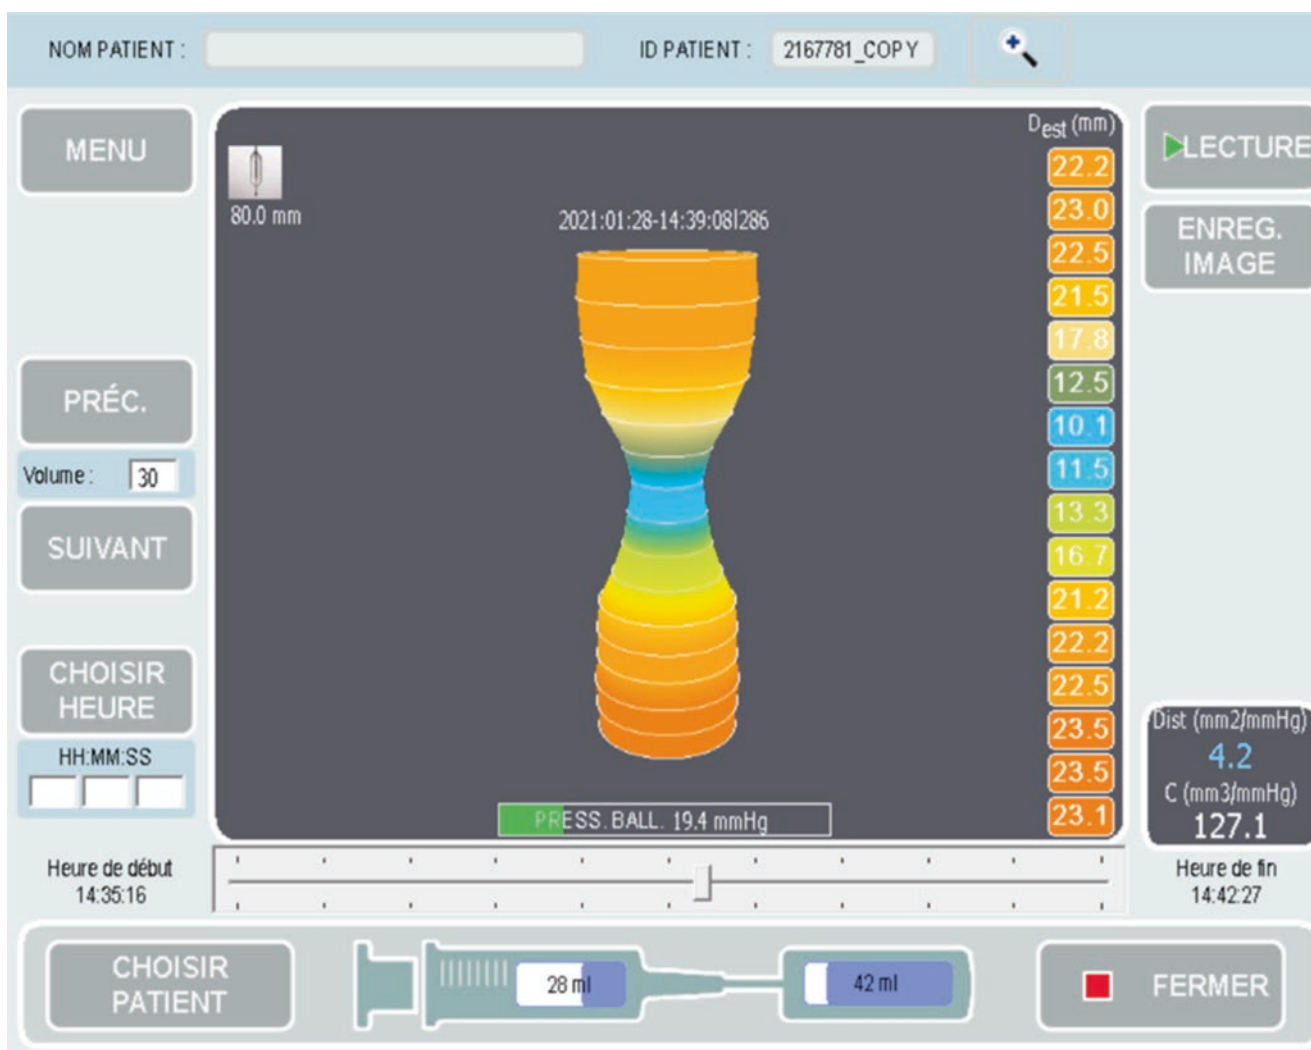 NOM PATIENT :
ID PATIENT : 2167781_COPY
MENU
80.0 mm
2021:01:28-14:39:08|286
Dest (mm)
22.2
23.0
22.5
21.5
17.8
12.5
10.1
11.5
13.3
16.7
21.2
22.2
22.5
23.5
23.5
23.1
LECTURE
ENREG.
IMAGE
PRÉC.
Volume : 30
SUIVANT
CHOISIR
HEURE
HH:MM:SS
PRESS. BALL. 19.4 mmHg
Dist (mm2/mmHg)
4.2
C (mm3/mmHg)
127.1
Heure de début
14:35:16
Heure de fin
14:42:27
CHOISIR
PATIENT
28 ml
42 ml
FERMER